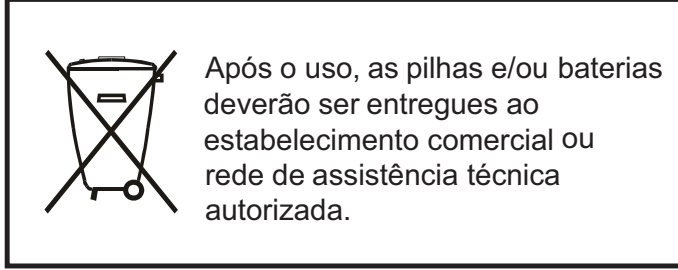 Após o uso, as pilhas e/ou baterias
deverão ser entregues ao
estabelecimento comercial ou
rede de assistência técnica
autorizada.